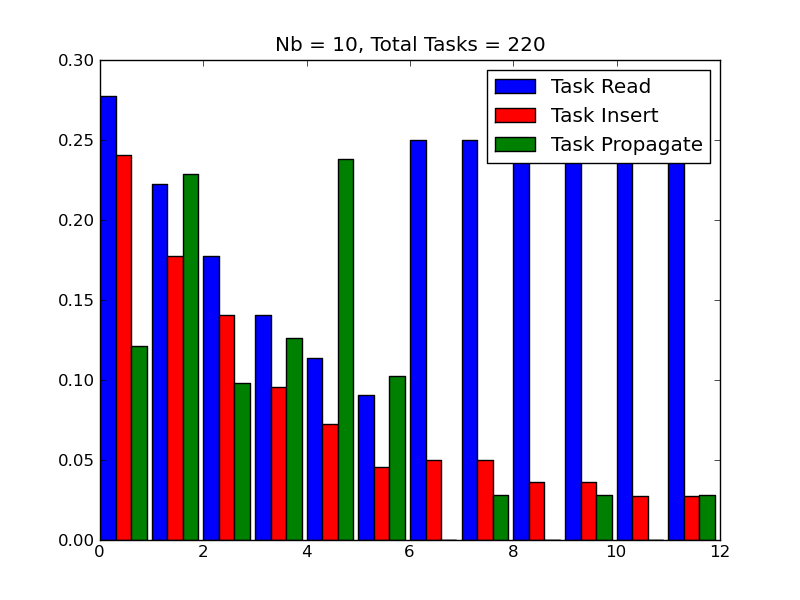 Nb = 10, Total Tasks = 220
0.30
0.25
0.20
0.15
0.10
0.05
0.00
Task Read
Task Insert
Task Propagate
0 2 4 6 8 10 12